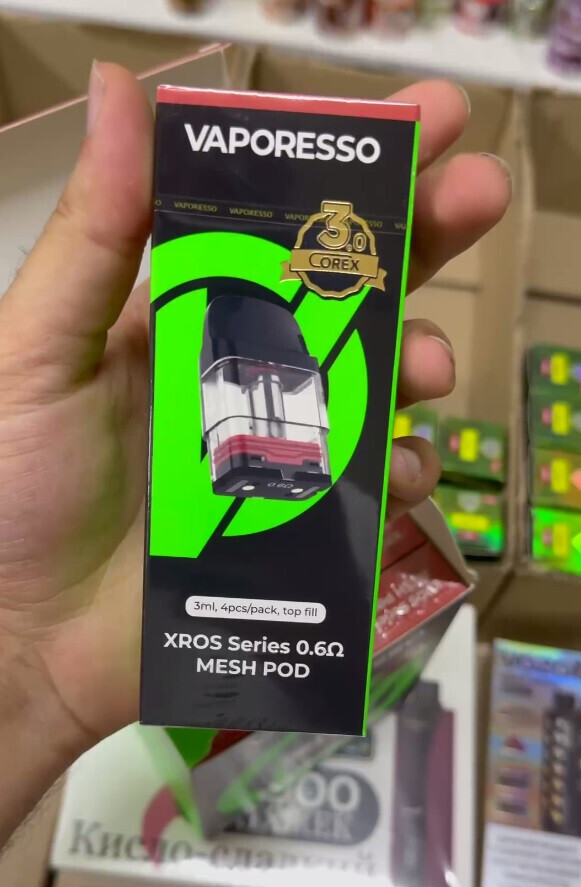 VAPORESSO
VAPORESSO VAPORESSO
3.0
COREX
0.6Ω
3ml, 4pcs/pack, top fill
XROS Series 0.6Ω
MESH POD
Кисло-сладкий